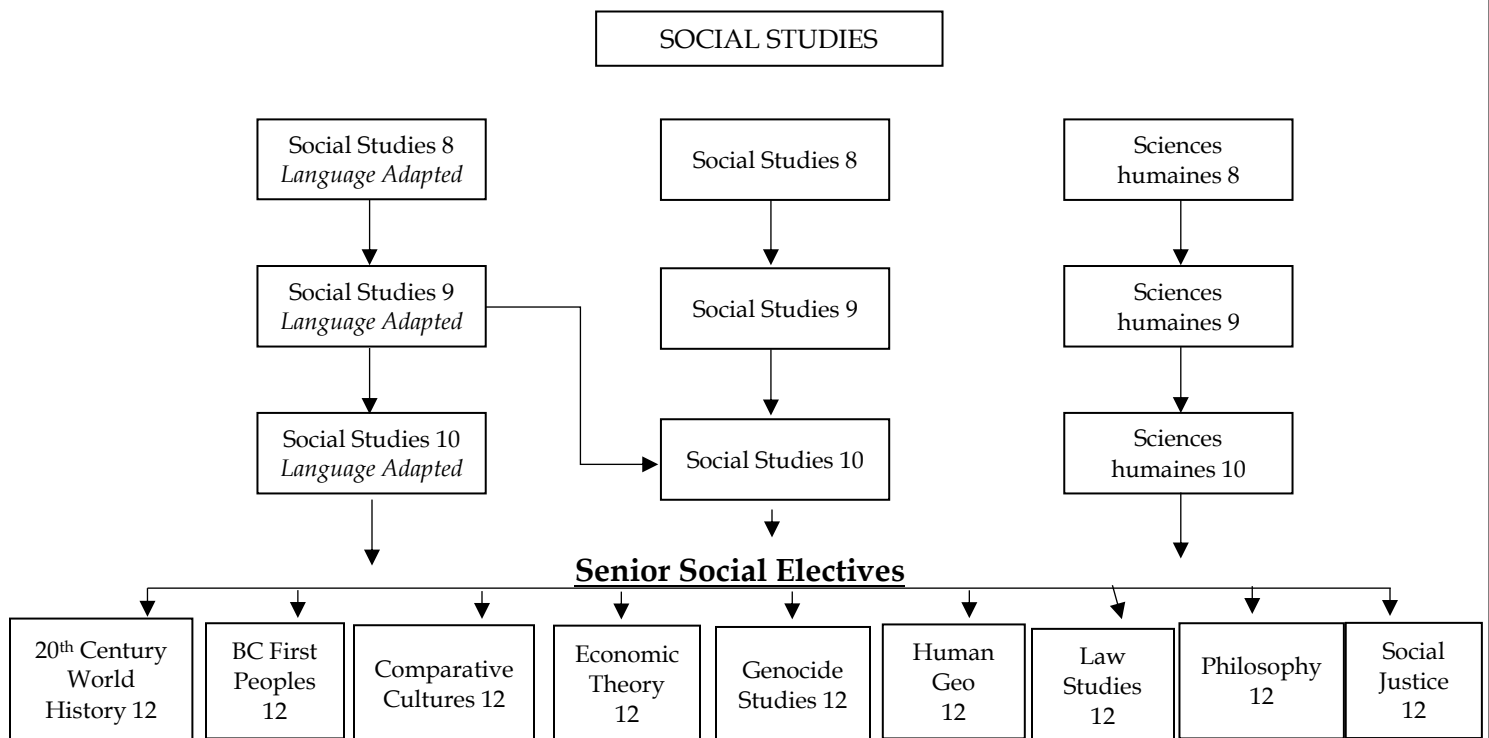 SOCIAL STUDIES
Social Studies 8
Language Adapted
Social Studies 8
Sciences
humaines 8
Social Studies 9
Language Adapted
Social Studies 9
Sciences
humaines 9
Social Studies 10
Language Adapted
Social Studies 10
Sciences
humaines 10
Senior Social Electives
20th Century
World
History 12
BC First
Peoples
12
Comparative
Cultures 12
Economic
Theory
12
Genocide
Studies 12
Human
Geo
12
Law
Studies
12
Philosophy
12
Social
Justice
12